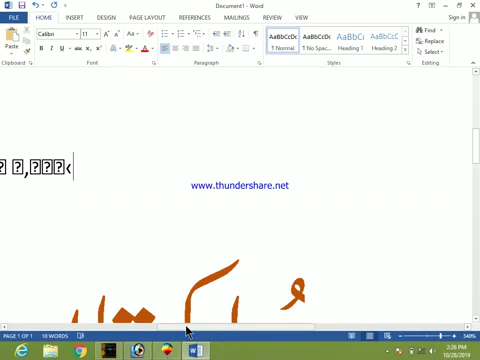 Document1 - Word
FILE HOME INSERT DESIGN PAGE LAYOUT REFERENCES MAILINGS REVIEW VIEW Sign in
Paste
Calibri 11
Clipboard Font Paragraph Styles Editing
AaBbCcDc AaBbCcDc AaBbCc AaBbCcD
¶ Normal ¶ No Spac... Heading 1 Heading 2
Find
Replace
Select
www.thundershare.net
PAGE 1 OF 1 10 WORDS 340%
2:26 PM
10/28/2019